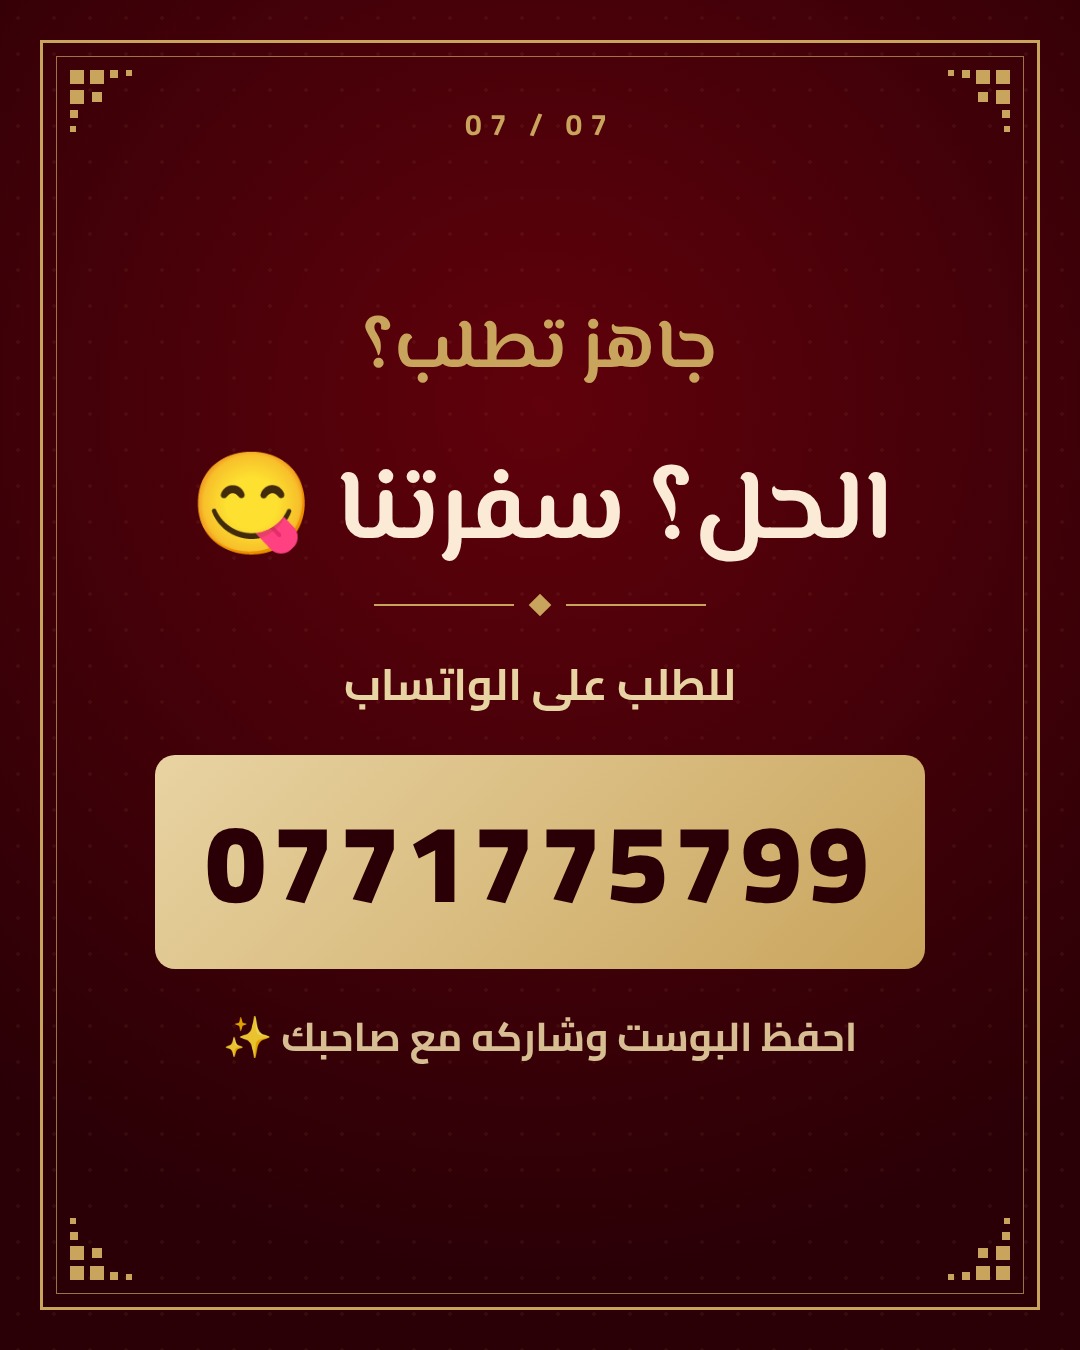 07 / 07
جاهز تطلب؟
الحل؟ سفرتنا 😋
للطلب على الواتساب
0771775799
احفظ البوست وشاركه مع صاحبك ✨